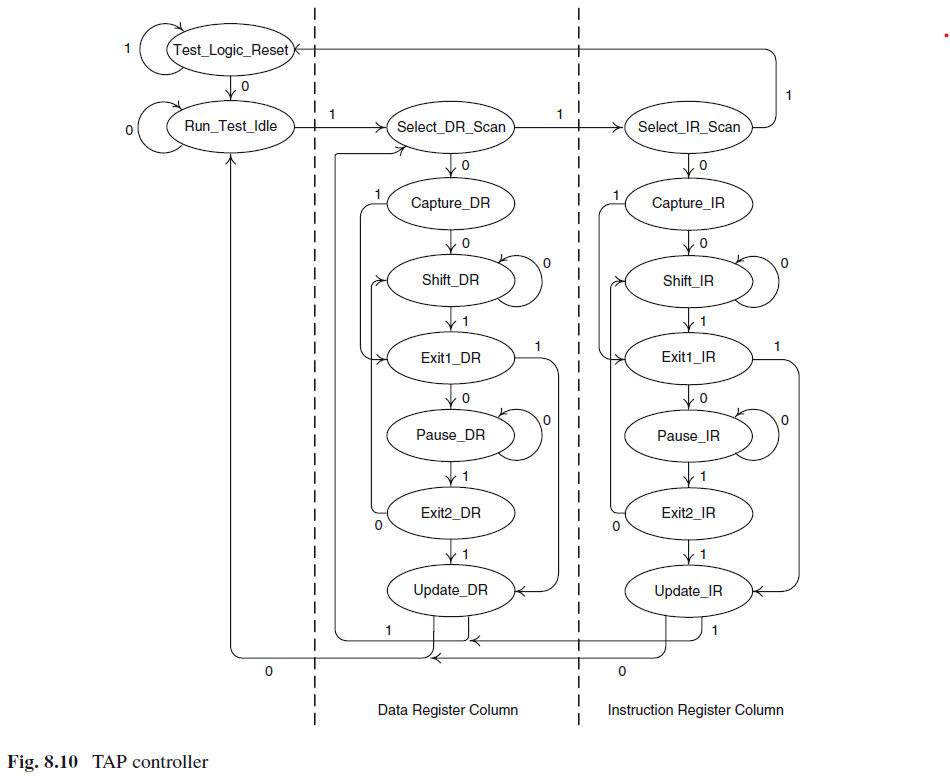 1
Test_Logic_Reset
0
1
0
Run_Test_Idle
1
Select_DR_Scan
1
Select_IR_Scan
0
0
1
Capture_DR
1
Capture_IR
0
0
0
0
Shift_DR
Shift_IR
1
1
1
1
Exit1_DR
Exit1_IR
0
0
0
0
Pause_DR
Pause_IR
1
1
Exit2_DR
Exit2_IR
0
0
1
1
Update_DR
Update_IR
1
1
0
0
Data Register Column
Instruction Register Column
Fig. 8.10 TAP controller